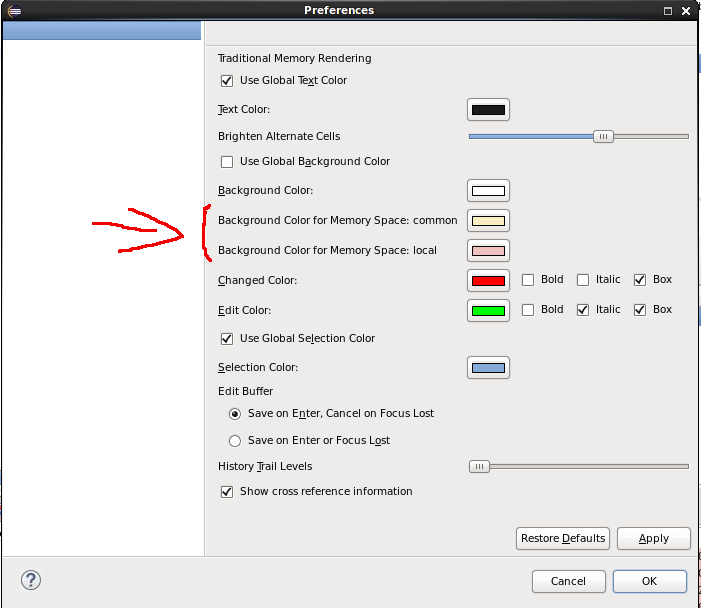 Preferences
Traditional Memory Rendering
Use Global Text Color
Text Color:
Brighten Alternate Cells
Use Global Background Color
Background Color:
Background Color for Memory Space: common
Background Color for Memory Space: local
Changed Color: Bold Italic Box
Edit Color: Bold Italic Box
Use Global Selection Color
Selection Color:
Edit Buffer
Save on Enter, Cancel on Focus Lost
Save on Enter or Focus Lost
History Trail Levels
Show cross reference information
Restore Defaults Apply
? Cancel OK